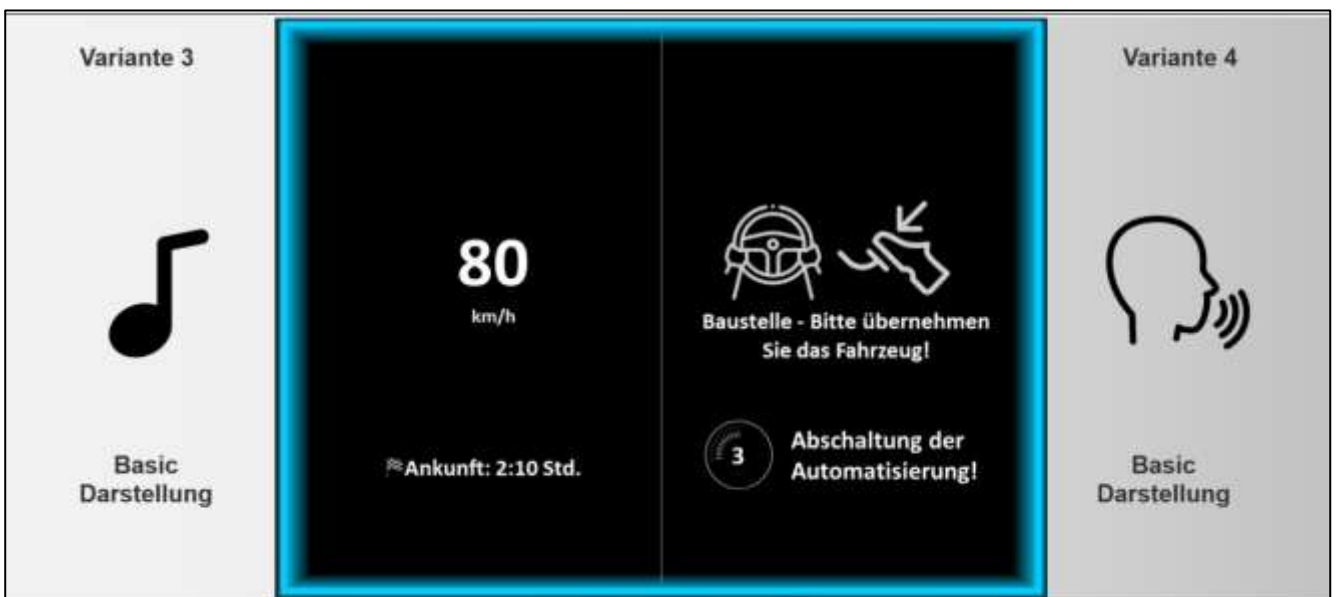 Variante 3
Basic
Darstellung
80
km/h
Ankunft: 2:10 Std.
Baustelle - Bitte übernehmen
Sie das Fahrzeug!
3
Abschaltung der
Automatisierung!
Variante 4
Basic
Darstellung